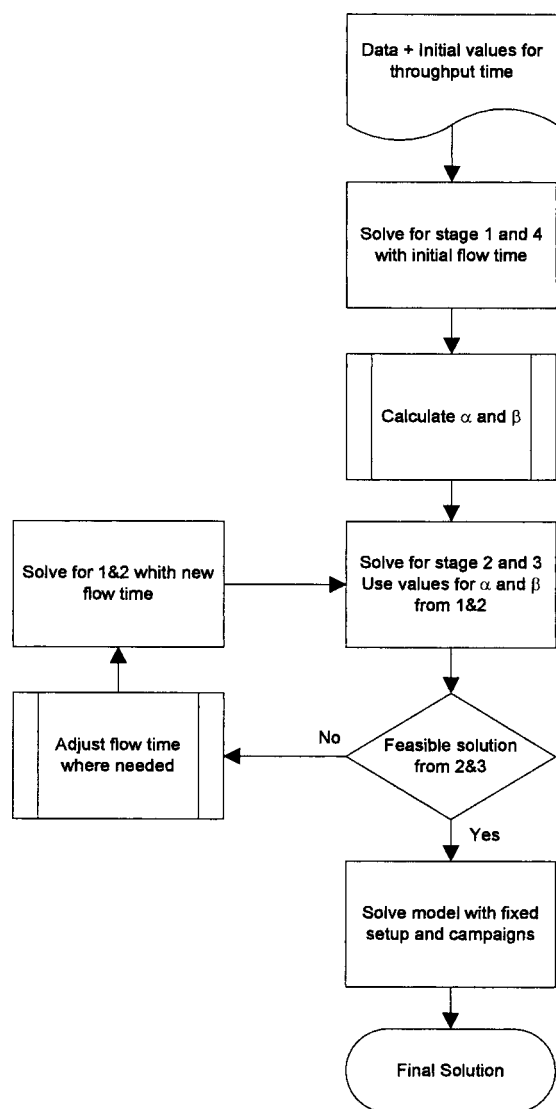 Data + Initial values for
throughput time
Solve for stage 1 and 4
with initial flow time
Calculate α and β
Solve for 1&2 whith new
flow time
Solve for stage 2 and 3
Use values for α and β
from 1&2
Adjust flow time
where needed
No
Feasible solution
from 2&3
Yes
Solve model with fixed
setup and campaigns
Final Solution